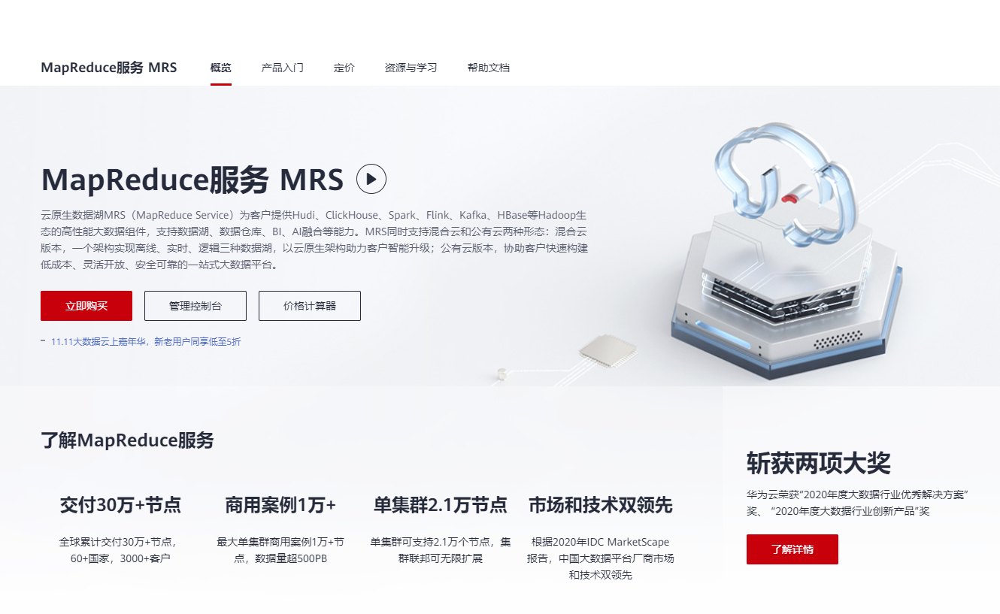 MapReduce服务 MRS 概览 产品入门 定价 资源与学习 帮助文档
MapReduce服务 MRS
云原生数据湖MRS（MapReduce Service）为客户提供Hudi、ClickHouse、Spark、Flink、Kafka、HBase等Hadoop生
态的高性能大数据组件，支持数据湖、数据仓库、BI、AI融合等能力。MRS同时支持混合云和公有云两种形态：混合云
版本，一个架构实现离线、实时、逻辑三种数据湖，以云原生架构助力客户智能升级；公有云版本，协助客户快速构建
低成本、灵活开放、安全可靠的一站式大数据平台。
立即购买 管理控制台 价格计算器
11.11大数据云上嘉年华，新老用户同享低至5折
了解MapReduce服务
交付30万+节点
全球累计交付30万+节点，
60+国家，3000+客户
商用案例1万+
最大单集群商用案例1万+节
点，数据量超500PB
单集群2.1万节点
单集群可支持2.1万个节点，集
群联邦可无限扩展
市场和技术双领先
根据2020年IDC MarketScape
报告，中国大数据平台厂商市场
和技术双领先
斩获两项大奖
华为云荣获“2020年度大数据行业优秀解决方案”
奖、 “2020年度大数据行业创新产品”奖
了解详情